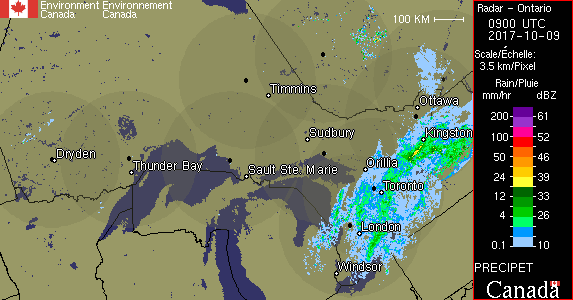 Environment Environnement
Canada Canada
100 KM
Timmins
Ottawa
Sudbury
Kingston
Dryden
Thunder Bay
Sault Ste. Marie
Orillia
Toronto
London
Windsor
Radar - Ontario
0900 UTC
2017-10-09
Scale/Échelle:
3.5 km/Pixel
Rain/Pluie
mm/hr dBZ
200 61
100 52
50 46
24 39
12 33
4 26
0.1 10
PRECIPET
Canada